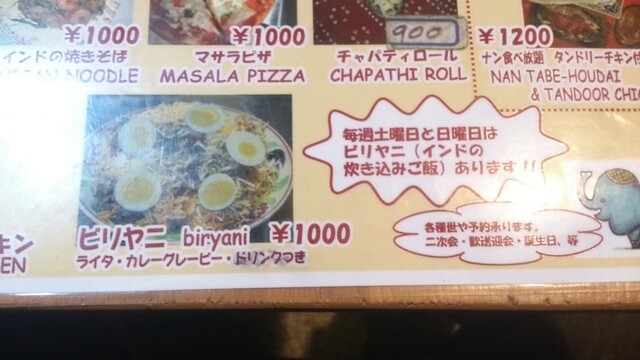 ¥1000
インドの焼きそば
NOODLE
¥1000
マサラピザ
MASALA PIZZA
900
チャパティロール
CHAPATHI ROLL
¥1200
ナン食べ放題 タンドリーチキン付
NAN TABE-HOUDAI
& TANDOOR CHI
毎週土曜日と日曜日は
ビリヤニ（インドの
炊き込みご飯）あります!!
キン
EN
ビリヤニ biryani ¥1000
ライタ・カレーグレービー・ドリンクつき
各種世や予約承ります。
二次会・歓送迎会・誕生日、等